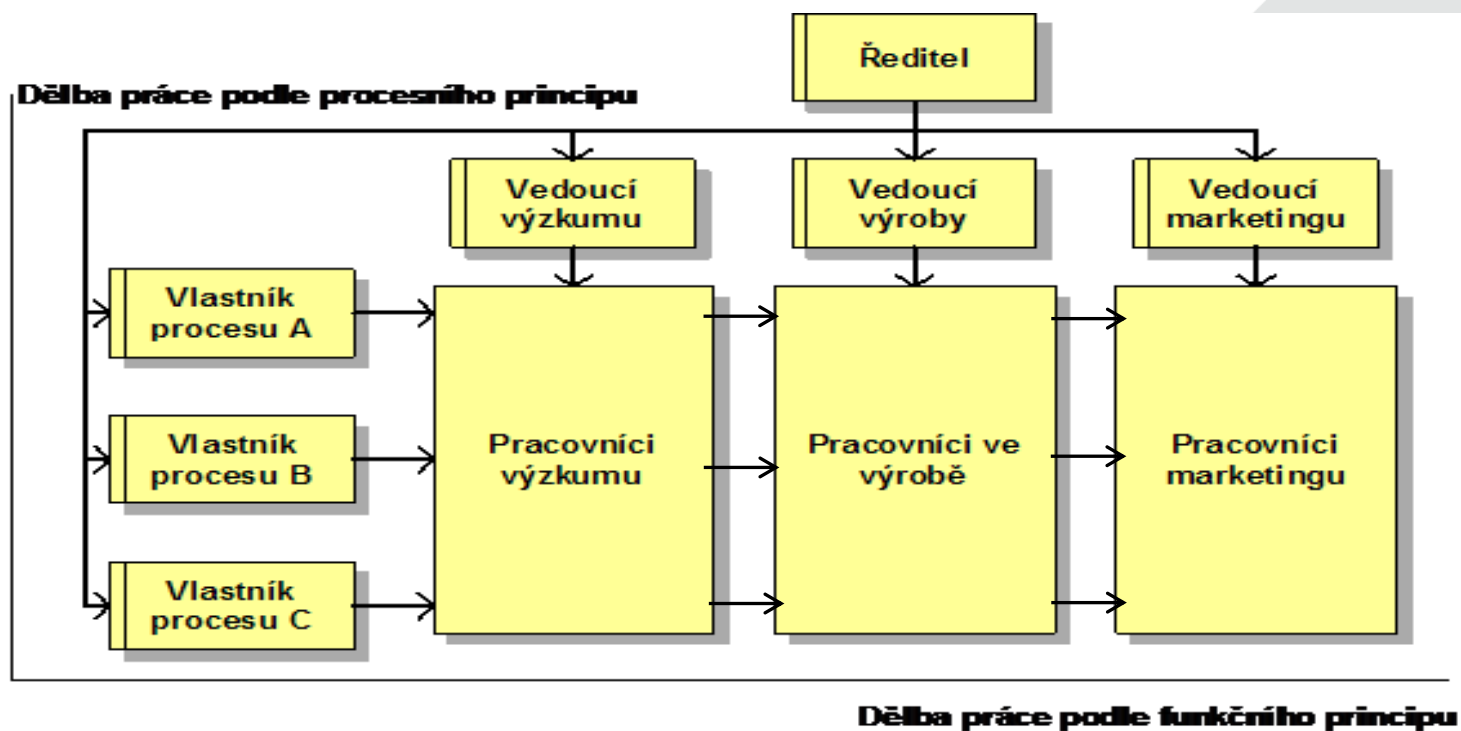 Ředitel
Dělba práce podle procesního principu
Vedoucí
výzkumu
Vedoucí
výroby
Vedoucí
marketingu
Vlastník
procesu A
Vlastník
procesu B
Vlastník
procesu C
Pracovníci
výzkumu
Pracovníci ve
výrobě
Pracovníci
marketingu
Dělba práce podle funkčního principu